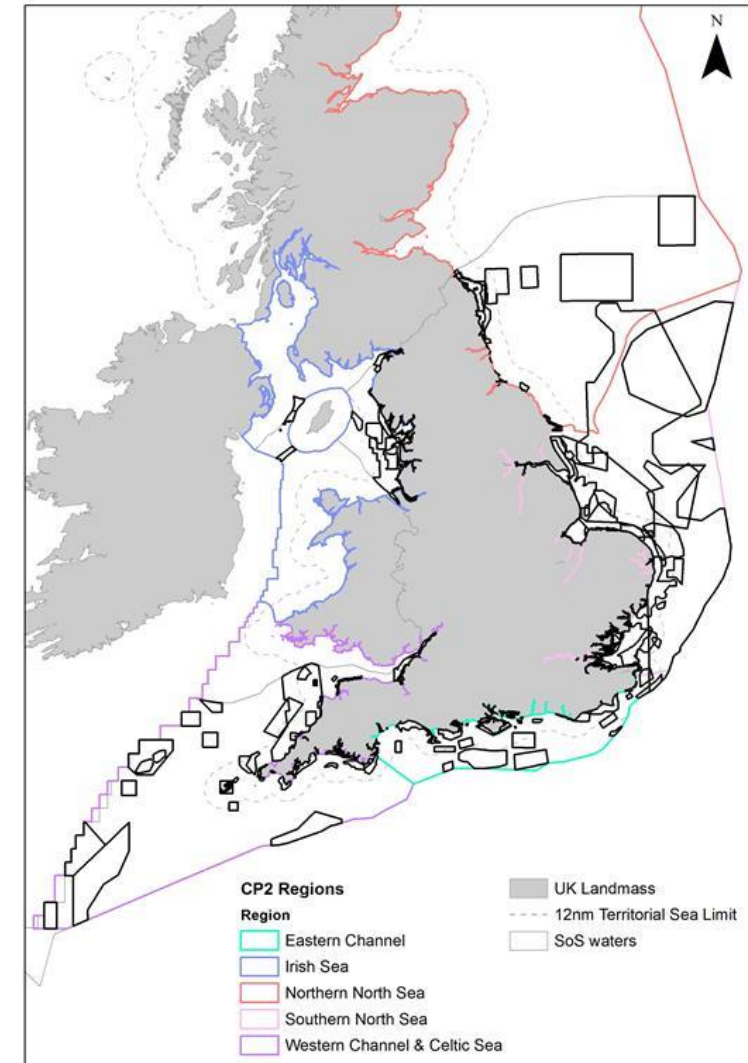 N
CP2 Regions
Region
Eastern Channel
Irish Sea
Northern North Sea
Southern North Sea
Western Channel & Celtic Sea
UK Landmass
12nm Territorial Sea Limit
SoS waters